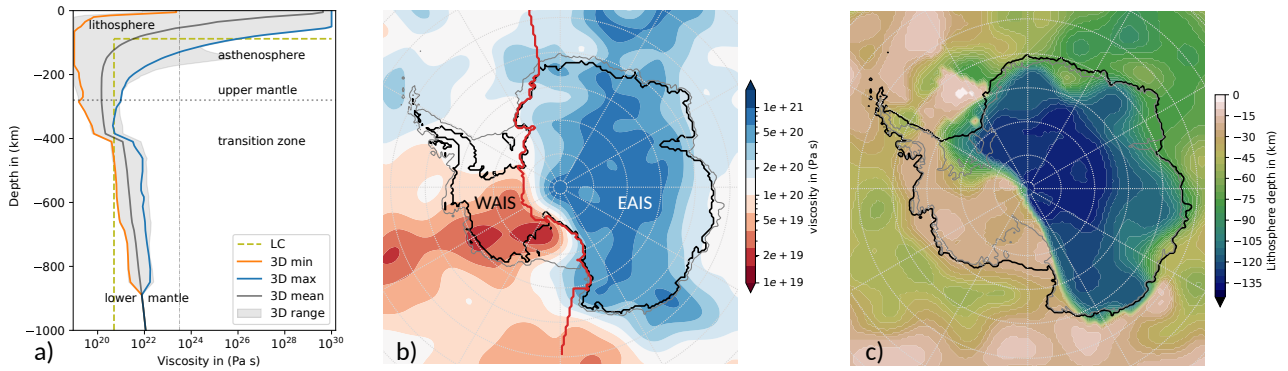 0
−200
−400
−600
−800
−1000
Depth in (km)
lithosphere
asthenosphere
upper mantle
transition zone
lower mantle
LC
3D min
3D max
3D mean
3D range
10^20
10^22
10^24
10^26
10^28
10^30
Viscosity in (Pa s)
a)
WAIS
EAIS
b)
1e + 21
5e + 20
2e + 20
1e + 20
5e + 19
2e + 19
1e + 19
viscosity in (Pa s)
c)
0
−15
−30
−45
−60
−75
−90
−105
−120
−135
Lithosphere depth in (km)